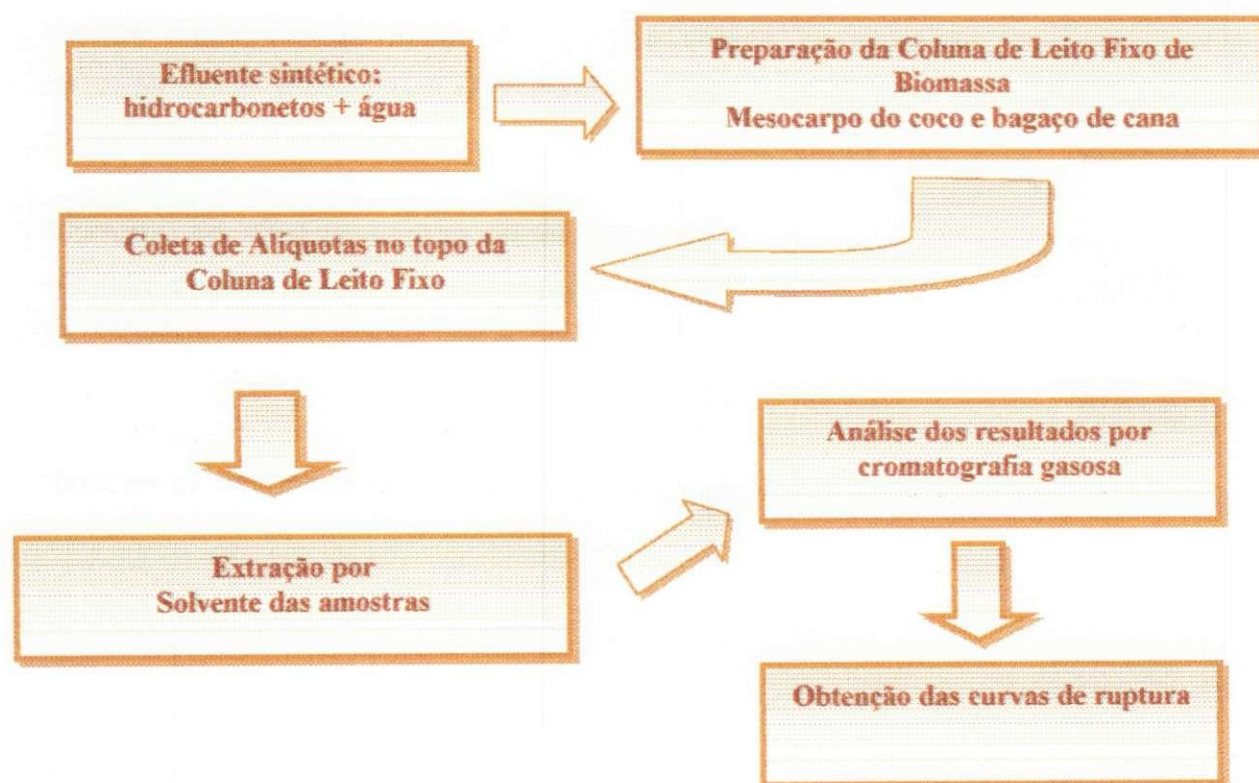 Efluente sintético:
hidrocarbonetos + água
Preparação da Coluna de Leito Fixo de
Biomassa
Mesocarpo do coco e bagaço de cana
Coleta de Alíquotas no topo da
Coluna de Leito Fixo
Extração por
Solvente das amostras
Análise dos resultados por
cromatografia gasosa
Obtenção das curvas de ruptura